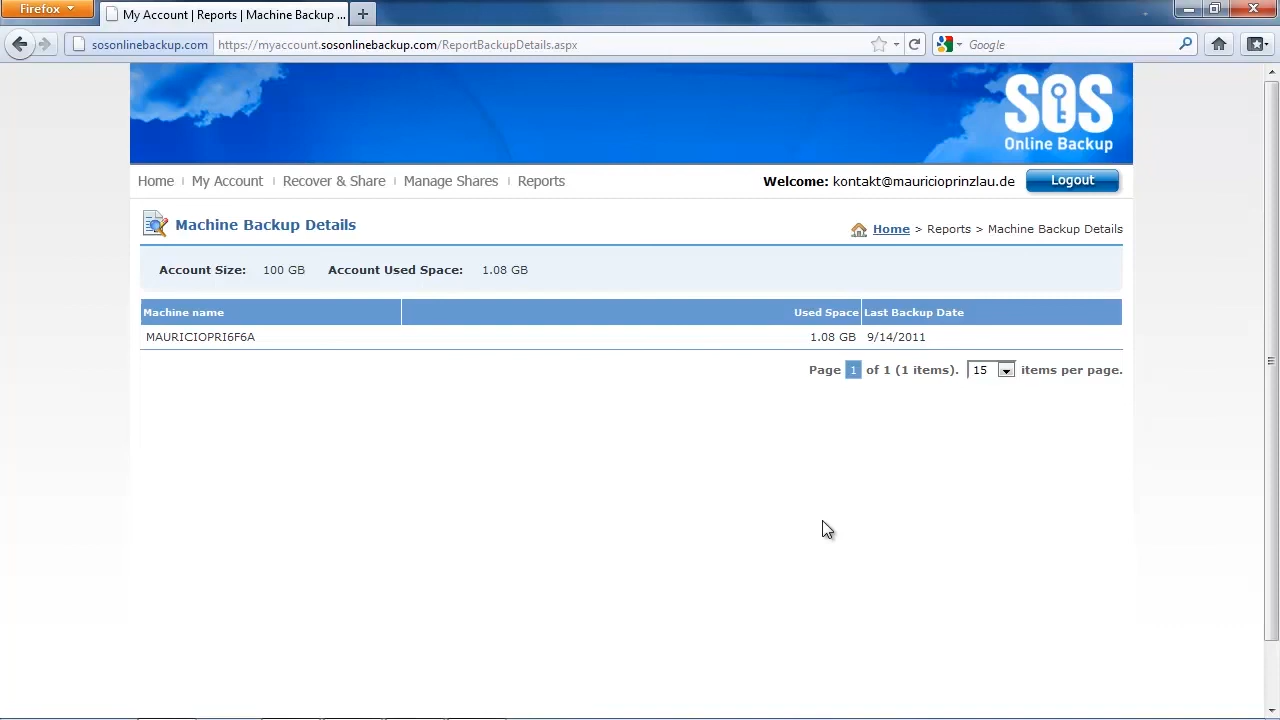 Firefox
My Account | Reports | Machine Backup ...
sosonlinebackup.com http://myaccount.sosonlinebackup.com/ReportBackupDetails.aspx Google
SOS
Online Backup
Home My Account Recover & Share Manage Shares Reports Welcome: kontakt@mauricioprinzlau.de Logout
Machine Backup Details Home > Reports > Machine Backup Details
Account Size: 100 GB Account Used Space: 1.08 GB
Machine name Used Space Last Backup Date
MAURICIOPRI6F6A 1.08 GB 9/14/2011
Page 1 of 1 (1 items). 15 items per page.